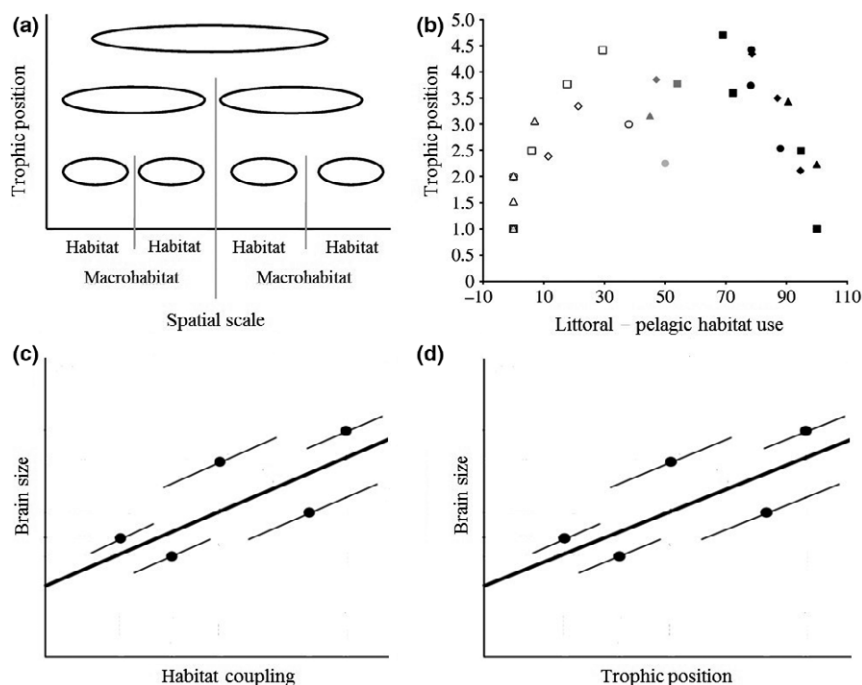 (a)
Trophic position
Habitat Habitat Habitat Habitat
Macrohabitat Macrohabitat
Spatial scale
(b)
Trophic position
5.0
4.5
4.0
3.5
3.0
2.5
2.0
1.5
1.0
0.5
0
–10 10 30 50 70 90 110
Littoral – pelagic habitat use
(c)
Brain size
Habitat coupling
(d)
Brain size
Trophic position